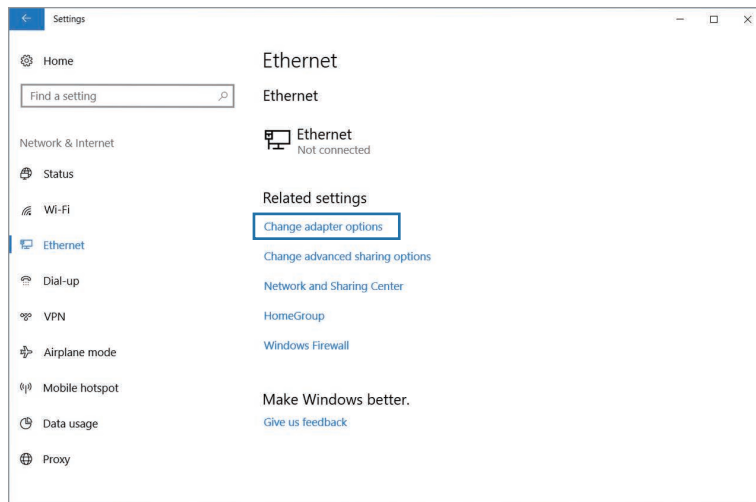 Settings
Home
Find a setting
Network & Internet
Status
Wi-Fi
Ethernet
Dial-up
VPN
Airplane mode
Mobile hotspot
Data usage
Proxy
Ethernet
Ethernet
Ethernet
Not connected
Related settings
Change adapter options
Change advanced sharing options
Network and Sharing Center
HomeGroup
Windows Firewall
Make Windows better.
Give us feedback